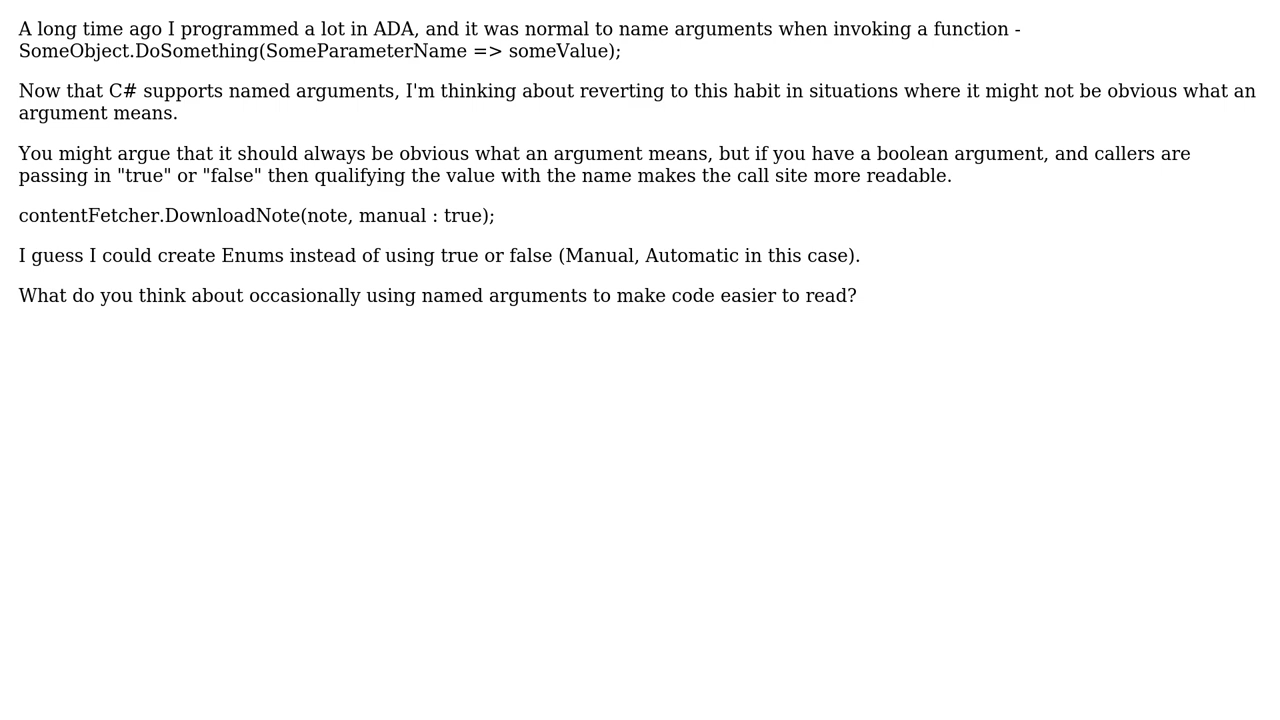 A long time ago I programmed a lot in ADA, and it was normal to name arguments when invoking a function -
SomeObject.DoSomething(SomeParameterName => someValue);
Now that C# supports named arguments, I'm thinking about reverting to this habit in situations where it might not be obvious what an
argument means.
You might argue that it should always be obvious what an argument means, but if you have a boolean argument, and callers are
passing in "true" or "false" then qualifying the value with the name makes the call site more readable.
contentFetcher.DownloadNote(note, manual : true);
I guess I could create Enums instead of using true or false (Manual, Automatic in this case).
What do you think about occasionally using named arguments to make code easier to read?